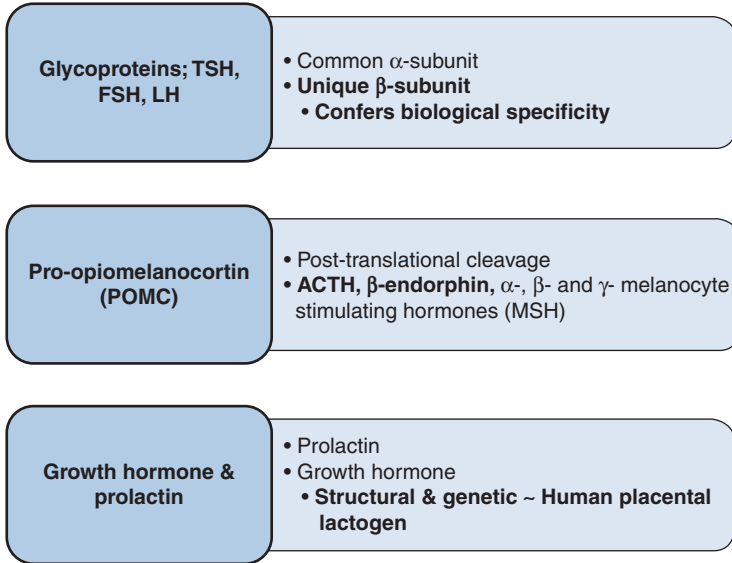 Glycoproteins; TSH,
FSH, LH
• Common α-subunit
• Unique β-subunit
• Confers biological specificity
Pro-opiomelanocortin
(POMC)
• Post-translational cleavage
• ACTH, β-endorphin, α-, β- and γ- melanocyte
stimulating hormones (MSH)
Growth hormone &
prolactin
• Prolactin
• Growth hormone
• Structural & genetic ~ Human placental
lactogen